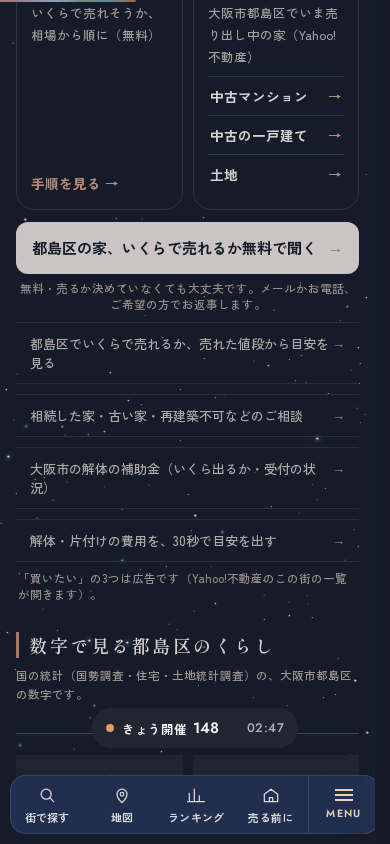 いくらで売れそうか、
相場から順に（無料）
手順を見る →
大阪市都島区でいま売
り出し中の家（Yahoo!
不動産）
中古マンション →
中古の一戸建て →
土地 →
都島区の家、いくらで売れるか無料で聞く →
無料・売るか決めていなくても大丈夫です。メールかお電話、
ご希望の方でお返事します。
都島区でいくらで売れるか、売れた値段から目安を →
見る
相続した家・古い家・再建築不可などのご相談 →
大阪市の解体の補助金（いくら出るか・受付の状 →
況）
解体・片付けの費用を、30秒で目安を出す →
「買いたい」の3つは広告です（Yahoo!不動産のこの街の一覧
が開きます）。
数字で見る都島区のくらし
国の統計（国勢調査・住宅・土地統計調査）の、大阪市都島区
の数字です。
きょう開催 148 02:47
街で探す 地図 ランキング 売る前に MENU